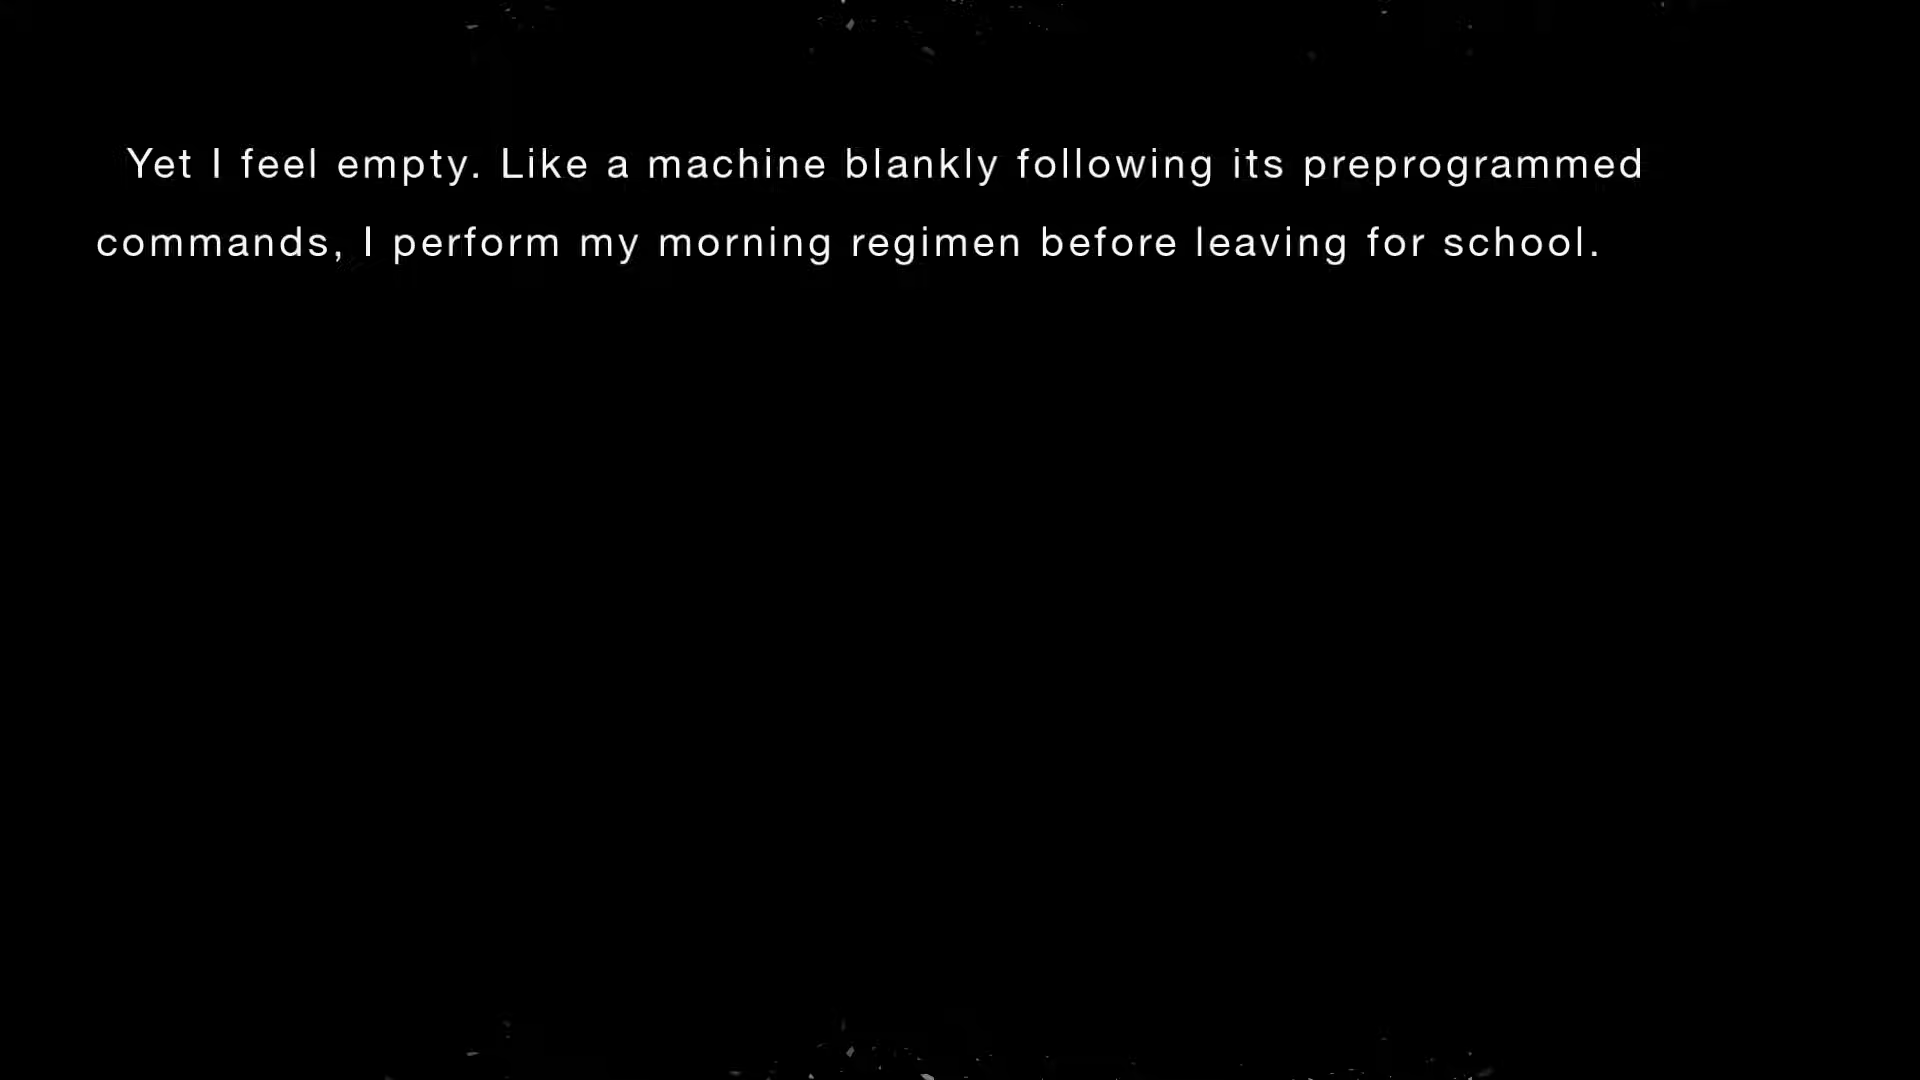 Yet I feel empty. Like a machine blankly following its preprogrammed
commands, I perform my morning regimen before leaving for school.